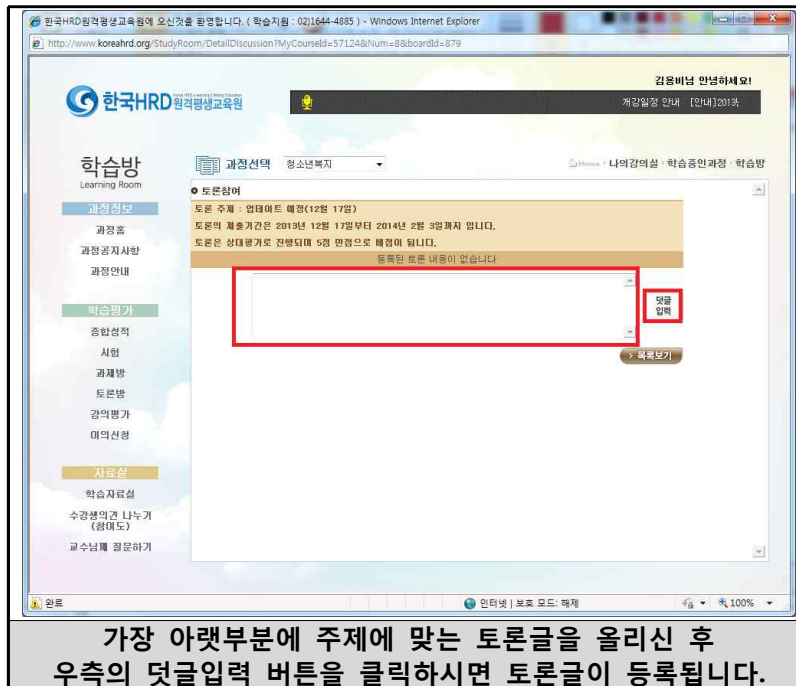 한국HRD원격평생교육원에 오신것을 환영합니다. ( 학습지원 : 02)1644-4885 ) - Windows Internet Explorer
http://www.koreahrd.org/StudyRoom/DetailDiscussion?MyCourseId=57124&Num=8&boardId=879
김용비님 안녕하세요!
한국HRD원격평생교육원
개강일정 안내 [안내]2013
학습방
Learning Room
과정선택 청소년복지
Home > 나의강의실 > 학습중인과정 > 학습방
과정정보
과정홈
과정공지사항
과정안내
학습평가
종합성적
시험
과제방
토론방
강의평가
이의신청
자료실
학습자료실
수강생의견 나누기
(참여도)
교수님께 질문하기
토론참여
토론 주제 : 업데이트 예정(12월 17일)
토론의 제출기간은 2013년 12월 17일부터 2014년 2월 3일까지 입니다.
토론은 상대평가로 진행되며 5점 만점으로 배점이 됩니다.
등록된 토론 내용이 없습니다
댓글
입력
목록보기
완료
인터넷 | 보호 모드: 해제
100%
가장 아랫부분에 주제에 맞는 토론글을 올리신 후
우측의 덧글입력 버튼을 클릭하시면 토론글이 등록됩니다.